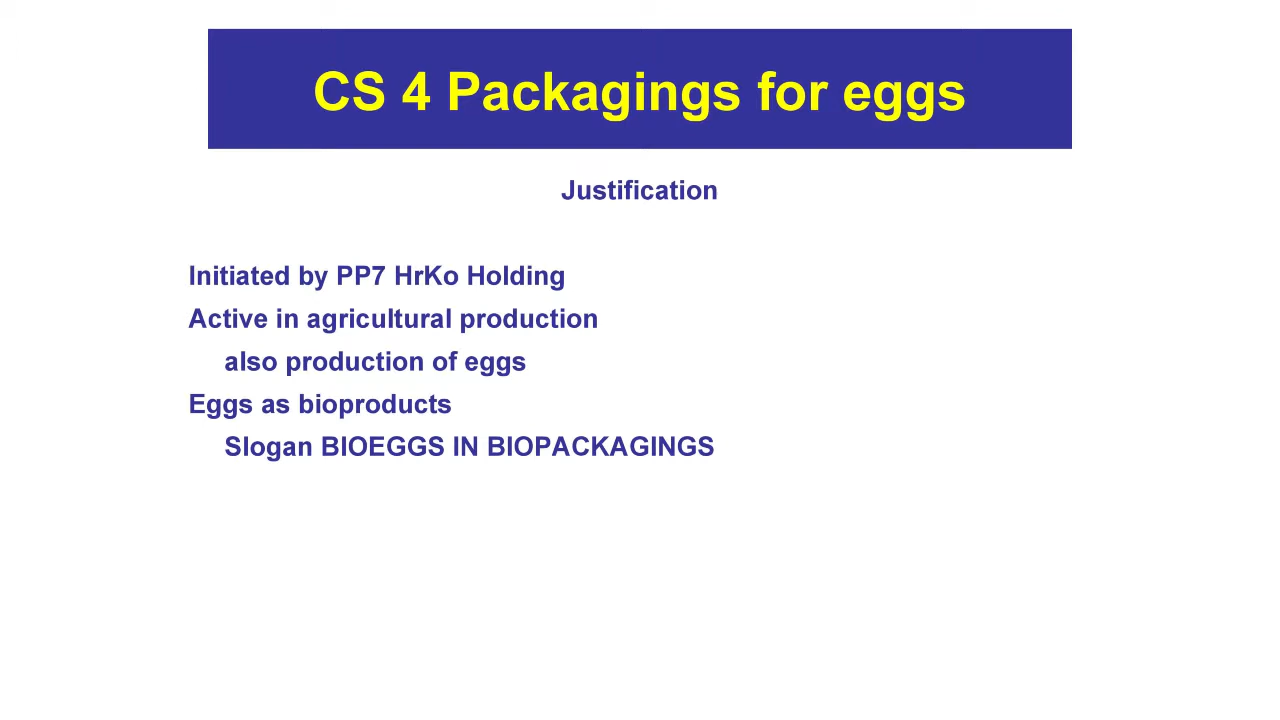 CS 4 Packagings for eggs
Justification
Initiated by PP7 HrKo Holding
Active in agricultural production
also production of eggs
Eggs as bioproducts
Slogan BIOEGGS IN BIOPACKAGINGS